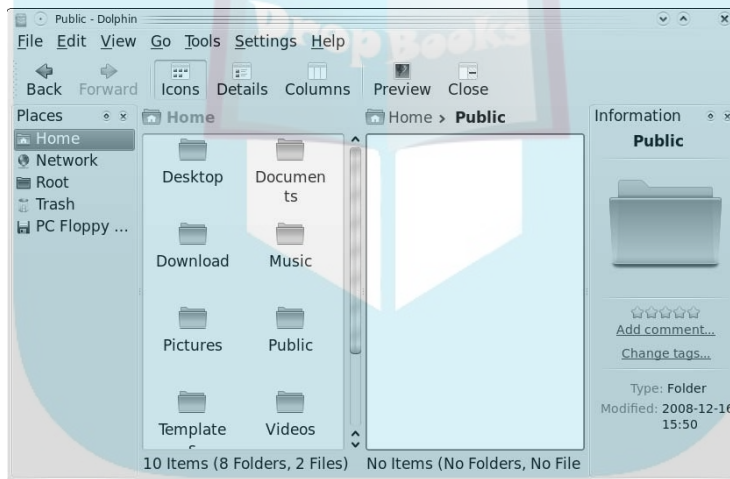 Public - Dolphin
File Edit View Go Tools Settings Help
Back Forward Icons Details Columns Preview Close
Places
Home
Network
Root
Trash
PC Floppy ...
Home
Desktop
Documen
ts
Download
Music
Pictures
Public
Template
Videos
10 Items (8 Folders, 2 Files)
Home > Public
No Items (No Folders, No File
Information
Public
Add comment...
Change tags...
Type: Folder
Modified: 2008-12-16
15:50
Drop Books